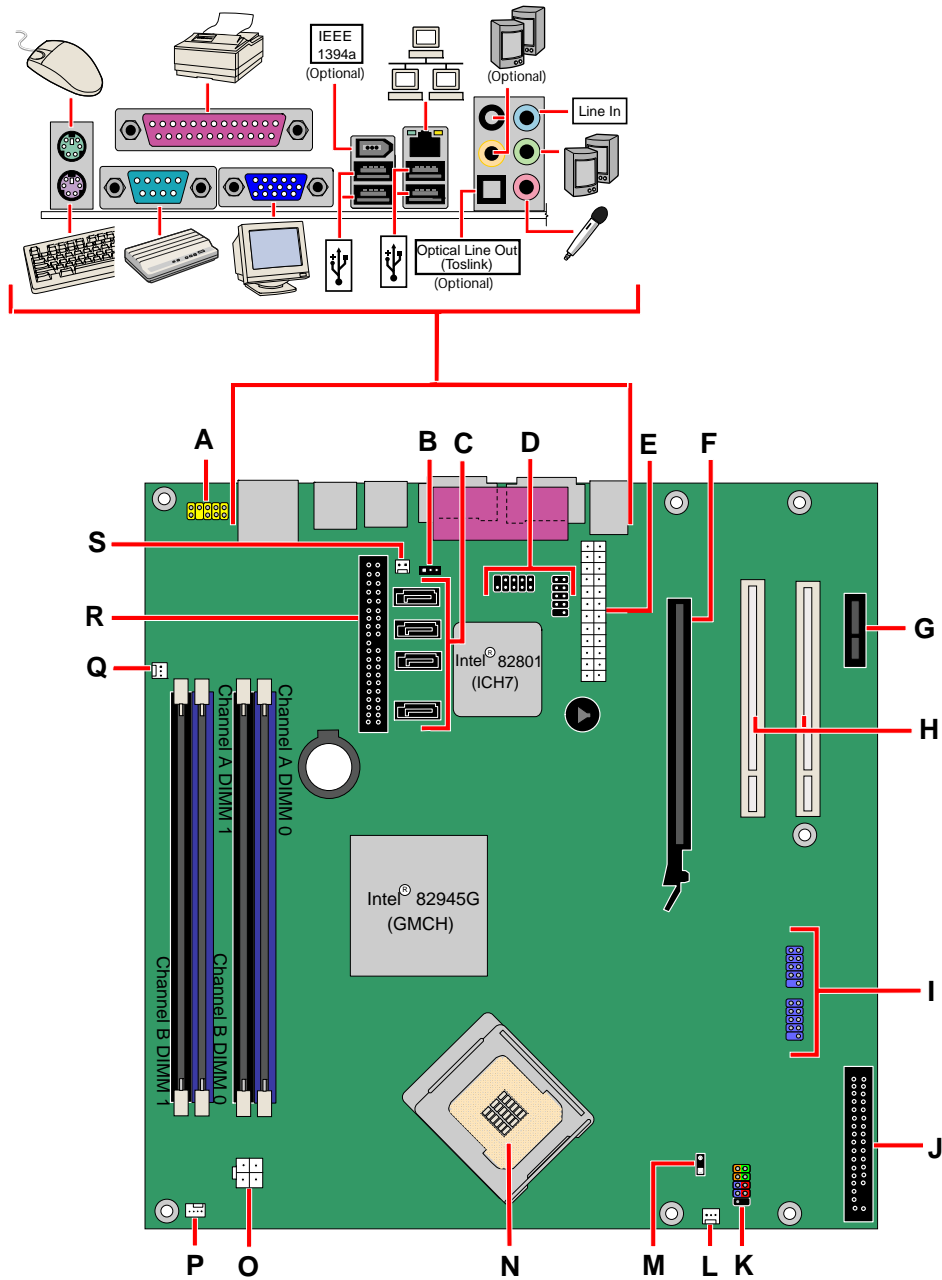 IEEE
1394a
(Optional)
(Optional)
Line In
Optical Line Out
(Toslink)
(Optional)
A
B
C
D
E
F
S
R
Intel® 82801
(ICH7)
G
Q
H
Channel A DIMM 1
Channel A DIMM 0
Intel® 82945G
(GMCH)
Channel B DIMM 1
Channel B DIMM 0
I
J
P
O
N
M
L
K